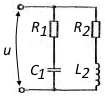 R₁ R₂
u
C₁ L₂